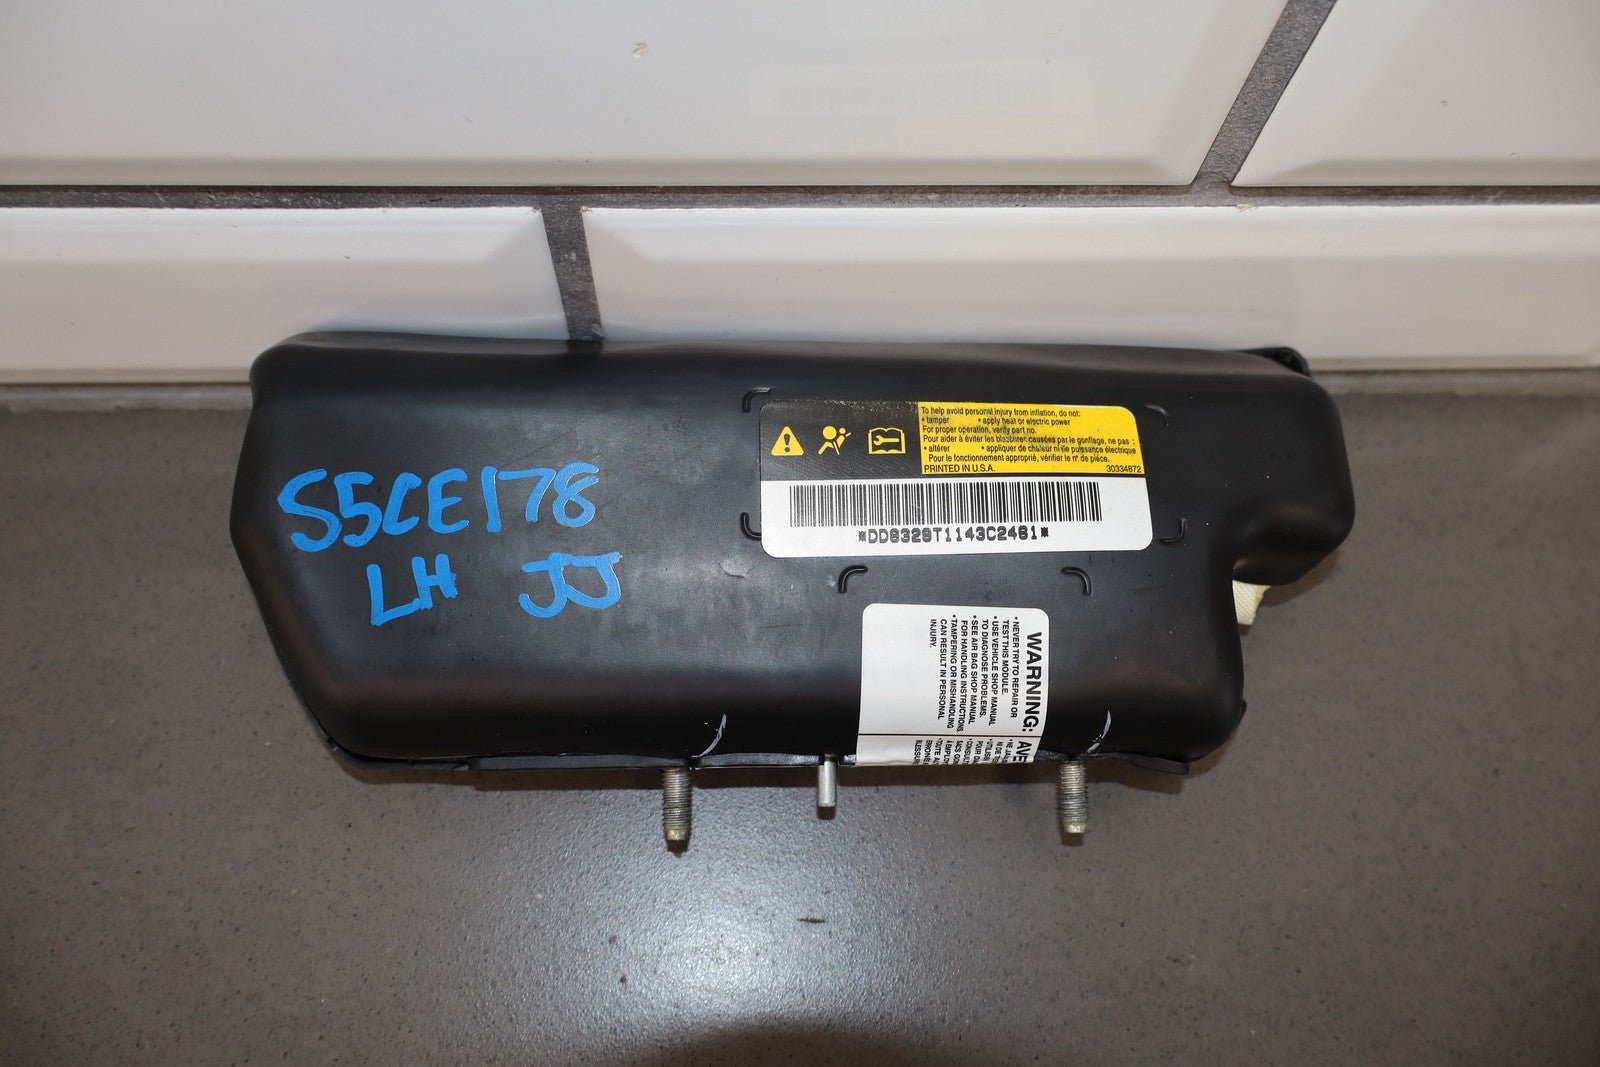 S5CE178
LH JJ
To help avoid personal injury from inflation, do not:
• tamper • apply heat or electric power
For proper operation, verify part no.
Pour aider à éviter les blessures causées par le gonflage, ne pas :
• altérer • appliquer de chaleur ni de puissance électrique
Pour le fonctionnement approprié, vérifier le nº de pièce.
PRINTED IN U.S.A. 30334872
*DD8328T1143C2481*
WARNING:
• NEVER TRY TO REPAIR OR
TEST THIS MODULE.
• USE VEHICLE SHOP MANUAL
TO DIAGNOSE PROBLEMS.
• SEE AIR BAG SHOP MANUAL
FOR HANDLING INSTRUCTIONS.
• TAMPERING OR MISHANDLING
CAN RESULT IN PERSONAL
INJURY.